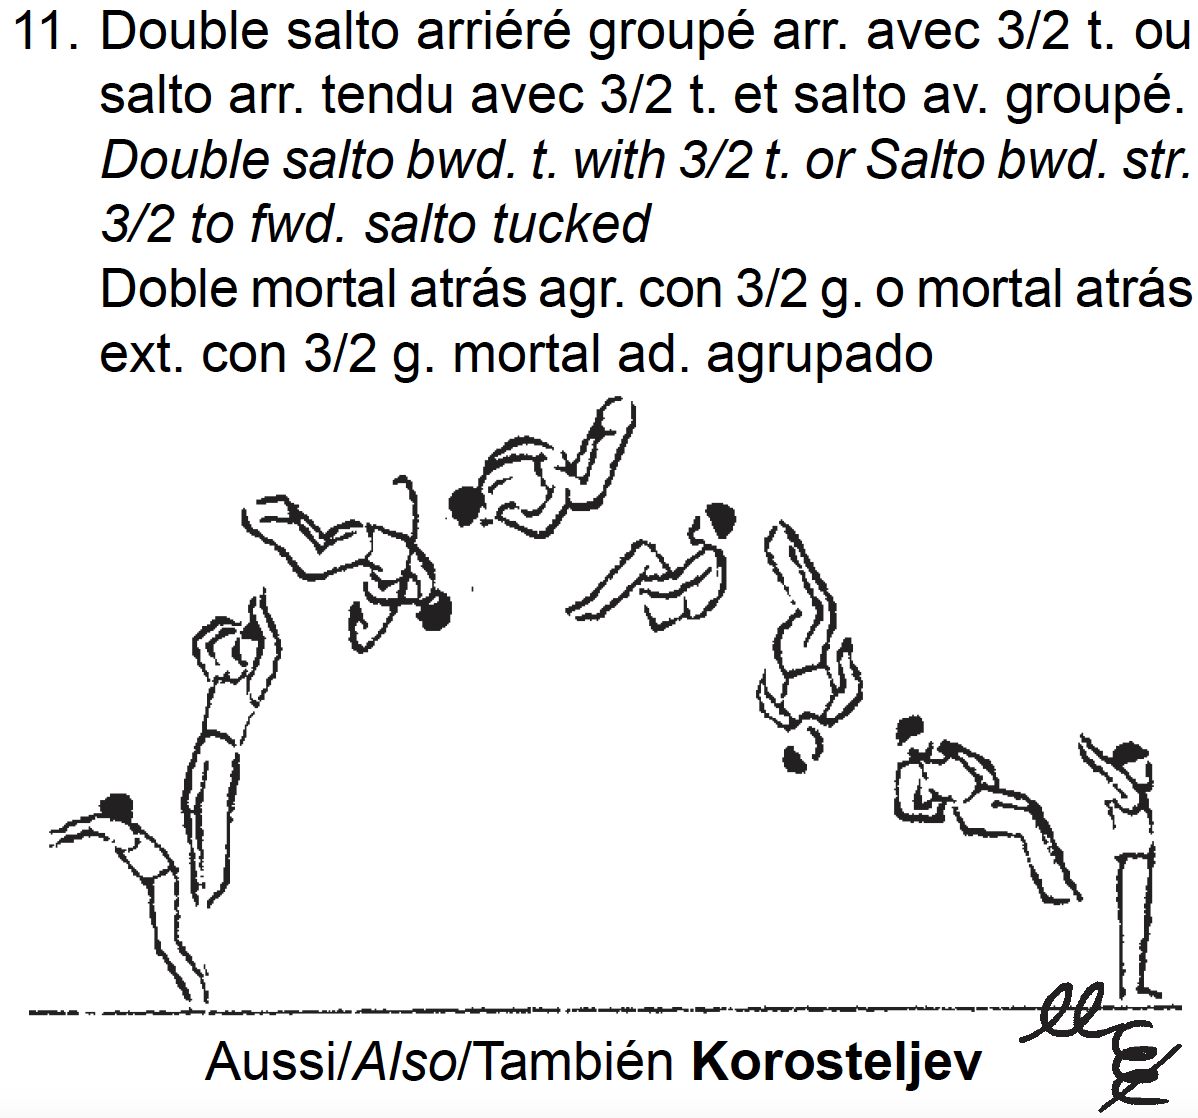 11. Double salto arriéré groupé arr. avec 3/2 t. ou
salto arr. tendu avec 3/2 t. et salto av. groupé.
Double salto bwd. t. with 3/2 t. or Salto bwd. str.
3/2 to fwd. salto tucked
Doble mortal atrás agr. con 3/2 g. o mortal atrás
ext. con 3/2 g. mortal ad. agrupado
Aussi/Also/También Korosteljev